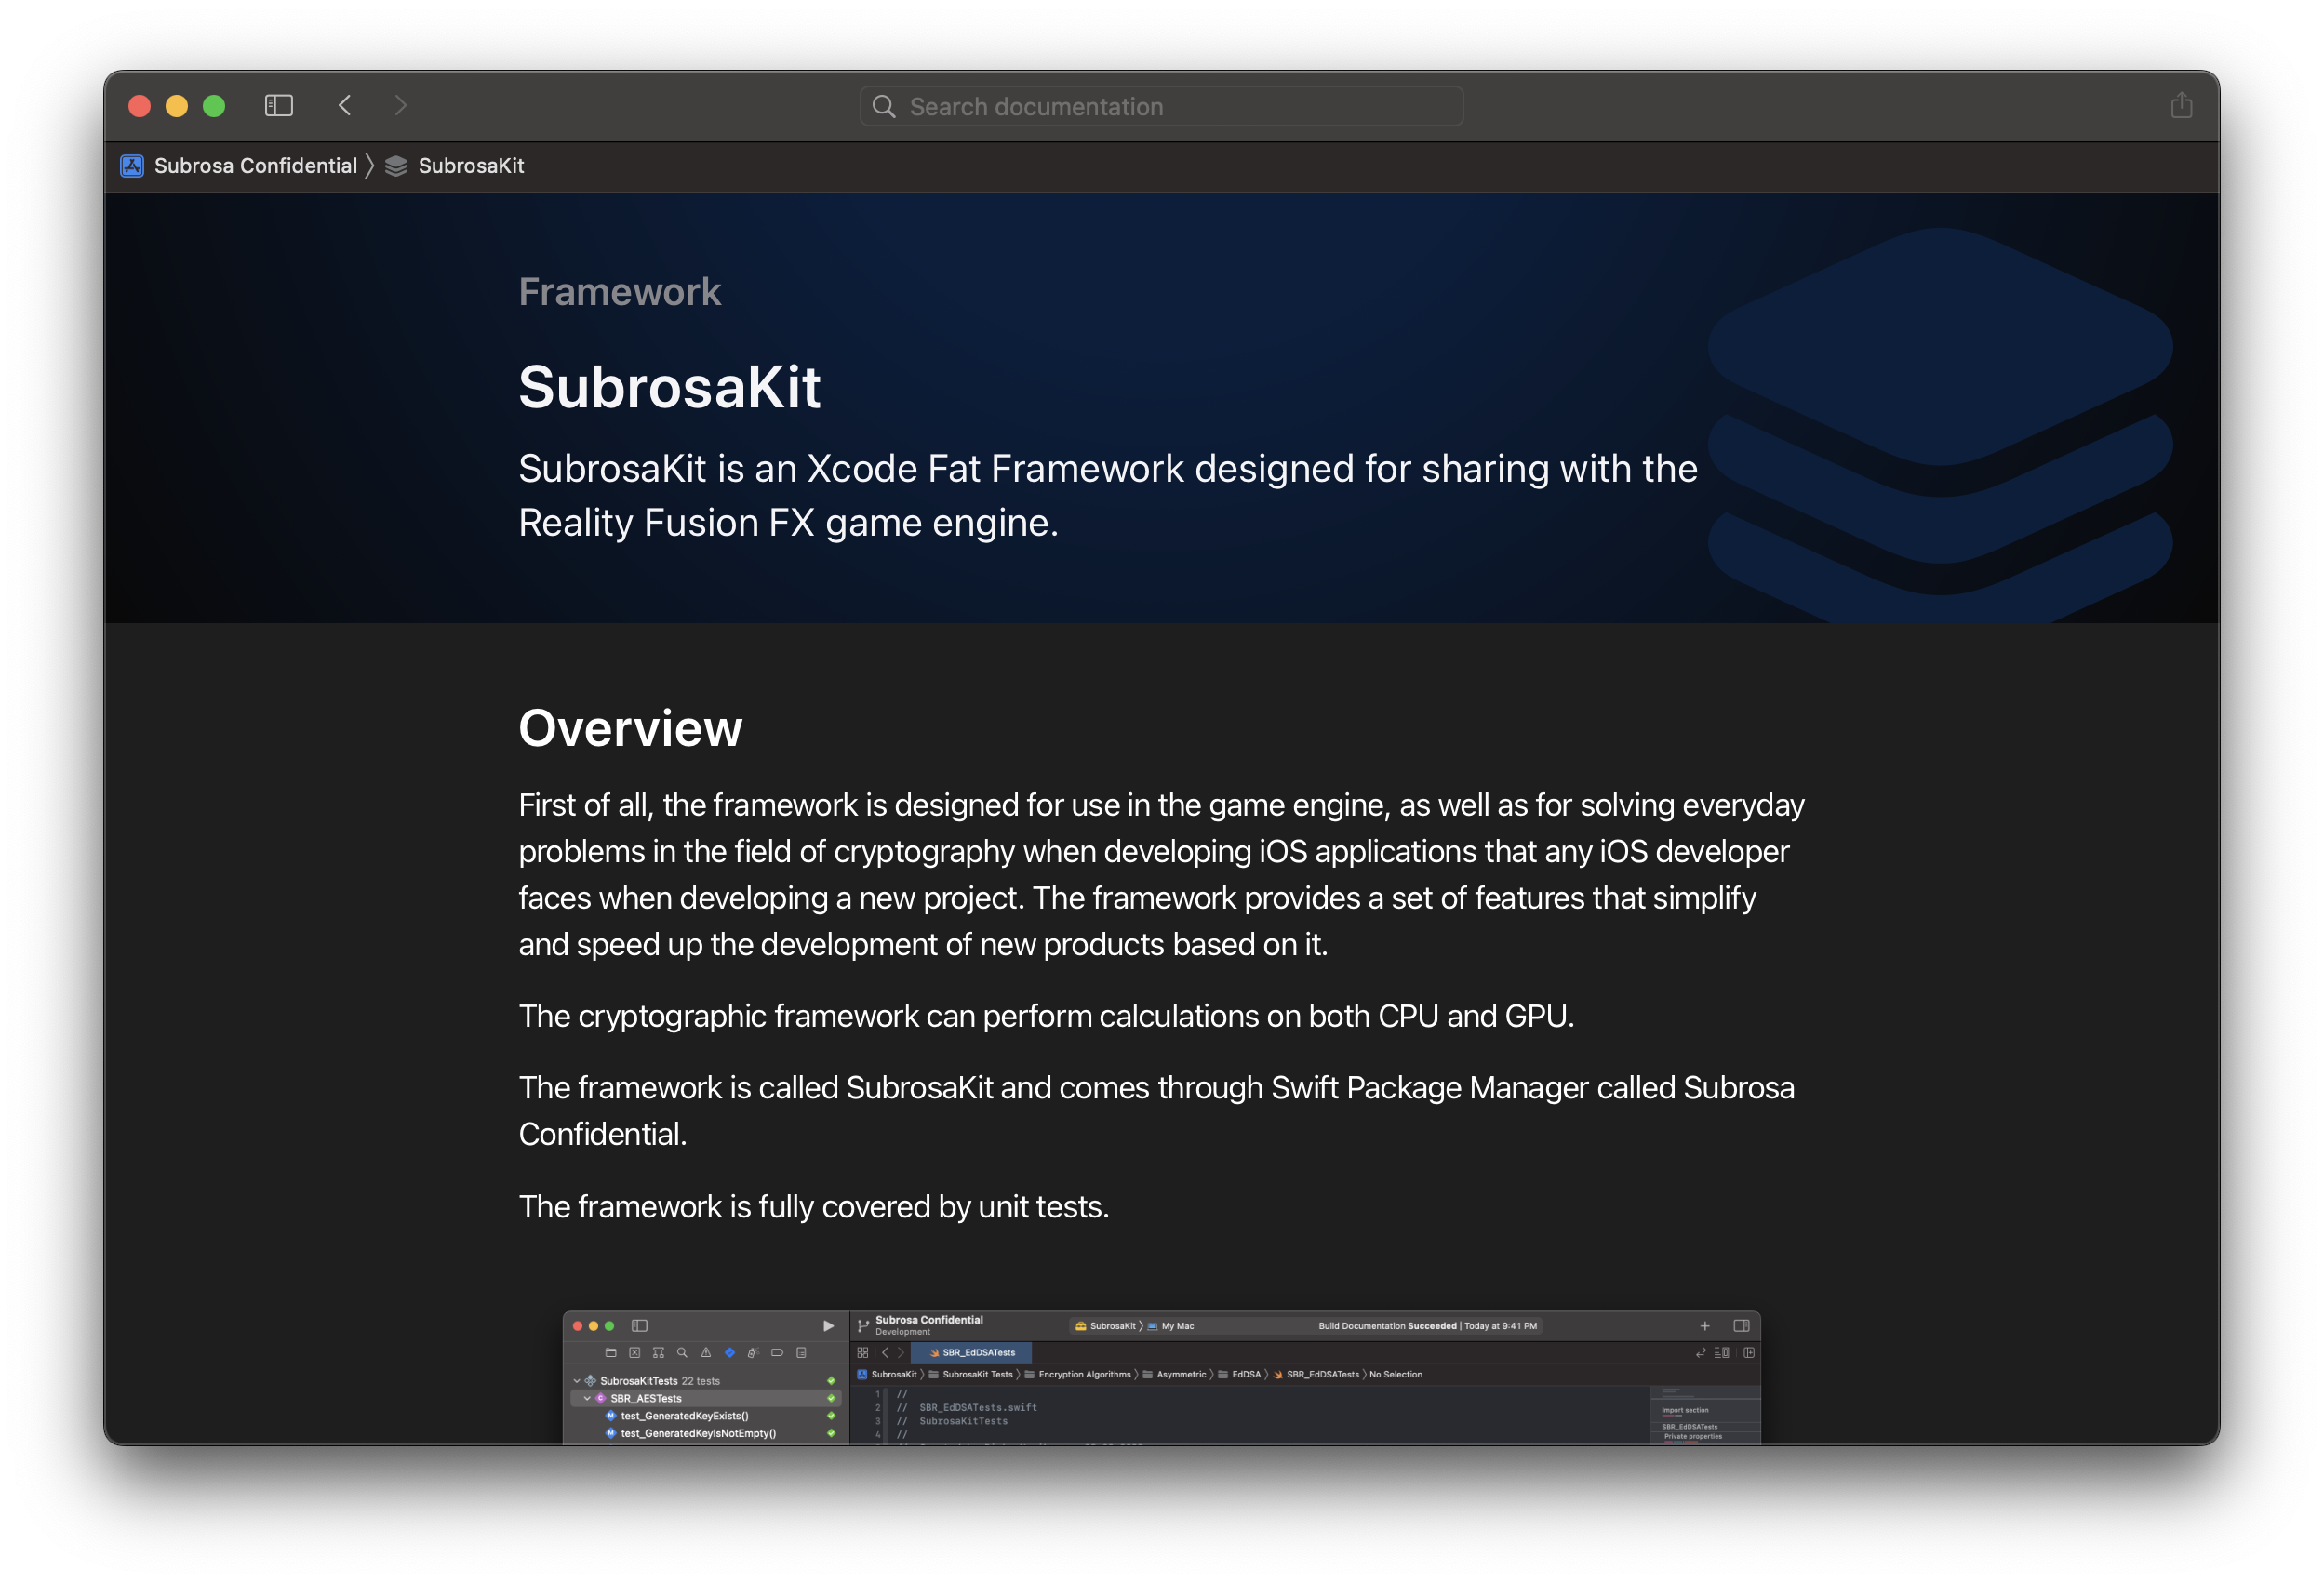 Search documentation
Subrosa Confidential 〉 SubrosaKit
Framework
SubrosaKit
SubrosaKit is an Xcode Fat Framework designed for sharing with the
Reality Fusion FX game engine.
Overview
First of all, the framework is designed for use in the game engine, as well as for solving everyday
problems in the field of cryptography when developing iOS applications that any iOS developer
faces when developing a new project. The framework provides a set of features that simplify
and speed up the development of new products based on it.
The cryptographic framework can perform calculations on both CPU and GPU.
The framework is called SubrosaKit and comes through Swift Package Manager called Subrosa
Confidential.
The framework is fully covered by unit tests.
Subrosa Confidential
Development
SubrosaKit 〉 My Mac
Build Documentation Succeeded | Today at 9:41 PM
SBR_EdDSATests
SubrosaKit 〉 SubrosaKit Tests 〉 Encryption Algorithms 〉 Asymmetric 〉 EdDSA 〉 SBR_EdDSATests 〉 No Selection
SubrosaKitTests 22 tests
SBR_AESTests
test_GeneratedKeyExists()
test_GeneratedKeyIsNotEmpty()
1 //
2 // SBR_EdDSATests.swift
3 // SubrosaKitTests
4 //
Import section
SBR_EdDSATests
Private properties